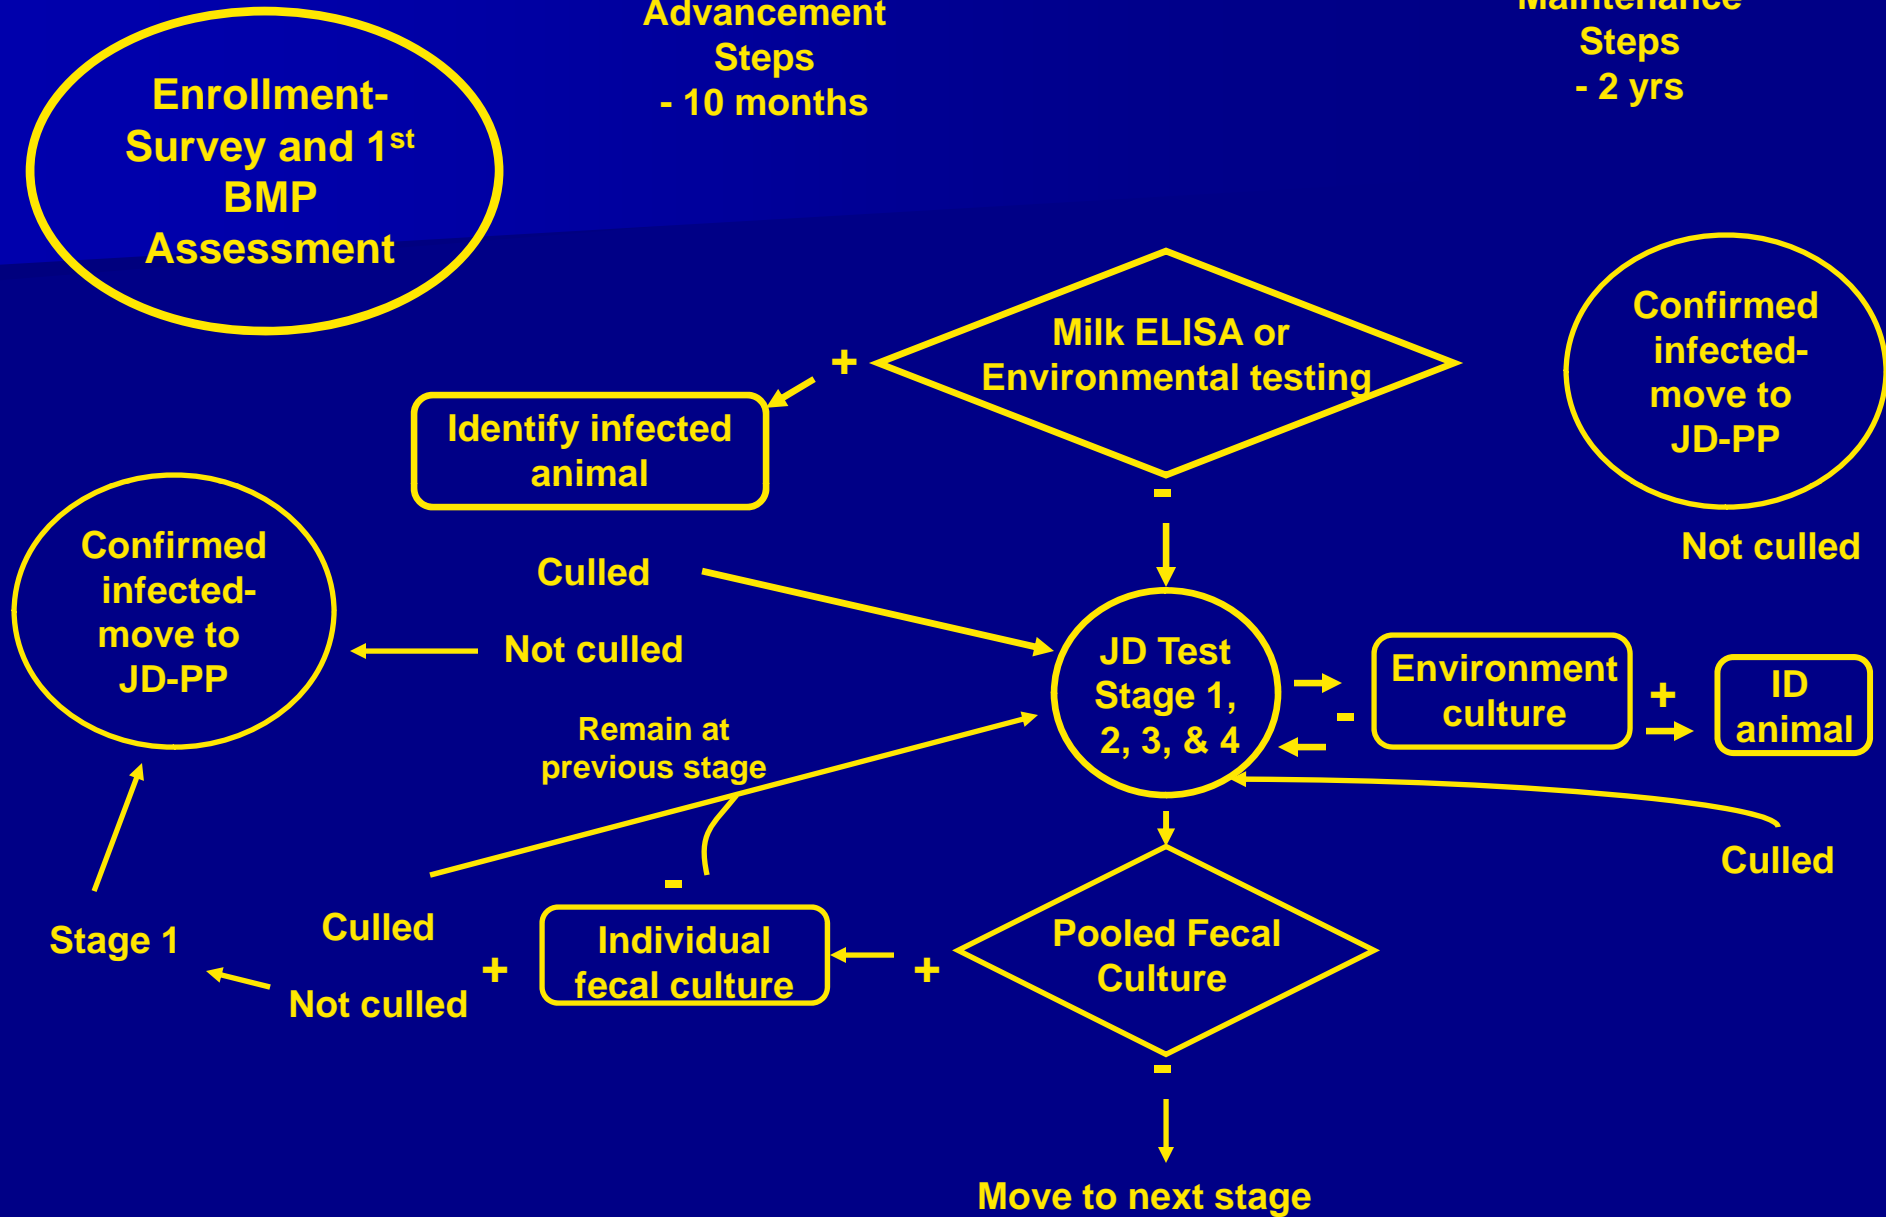 Advancement
Steps
- 10 months
Maintenance
Steps
- 2 yrs
Enrollment-
Survey and 1st
BMP
Assessment
Milk ELISA or
Environmental testing
+
-
Identify infected
animal
Confirmed
infected-
move to
JD-PP
Not culled
Confirmed
infected-
move to
JD-PP
Culled
Not culled
Remain at
previous stage
JD Test
Stage 1,
2, 3, & 4
-
Environment
culture
+
ID
animal
Culled
Stage 1
Culled
Not culled
+
-
Individual
fecal culture
+
Pooled Fecal
Culture
-
Move to next stage